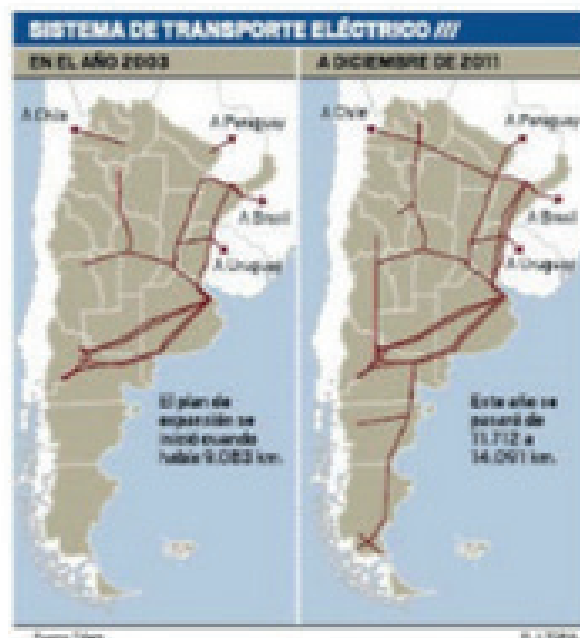 SISTEMA DE TRANSPORTE ELÉCTRICO ///
EN EL AÑO 2003
A Chile
A Paraguay
A Brasil
A Uruguay
El plan de
expansión se
inició cuando
había 9.083 km.
A DICIEMBRE DE 2011
A Chile
A Paraguay
A Brasil
A Uruguay
Este año se
pasará de
11.712 a
14.091 km.